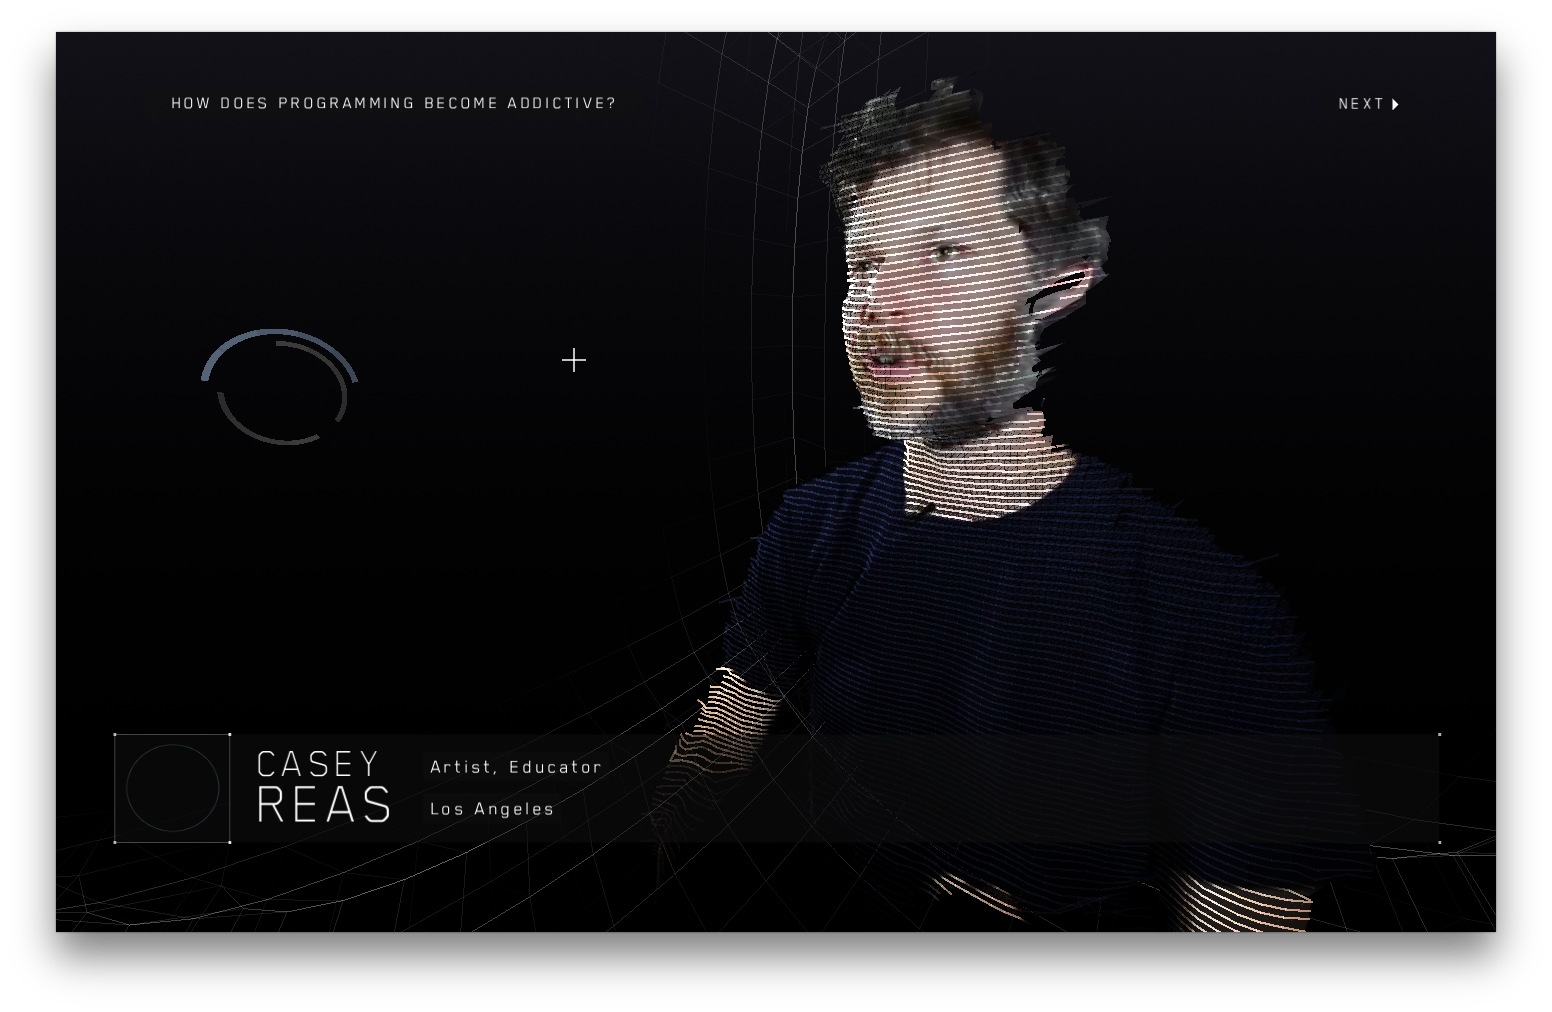 HOW DOES PROGRAMMING BECOME ADDICTIVE?
NEXT
CASEY
REAS
Artist, Educator
Los Angeles